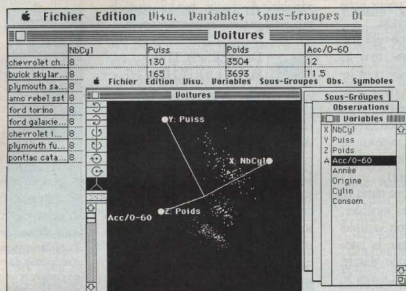 Fichier Edition Visu. Variables Sous-Groupes
Voitures
NbCyl Puiss Poids Acc/0-60
chevrolet ch... 8 130 3504 12
buick skylar... 8 165 3693 11.5
plymouth sa... 8
amc rebel sst 8
ford torino 8
ford galaxie... 8
chevrolet i... 8
plymouth fu... 8
pontiac cata... 8
Fichier Edition Visu. Variables Sous-Groupes Obs. Symboles
Voitures
Y: Puiss
X: NbCyl
Z: Poids
Acc/0-60
Sous-Groupes
Observations
Variables
X NbCyl
Y Puiss
Z Poids
A Acc/0-60
Année
Origine
Cylin
Consom.